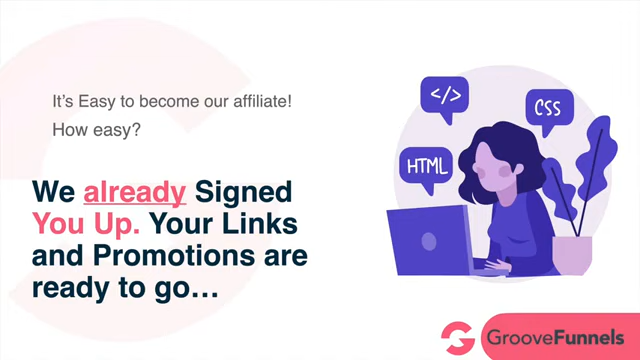 It's Easy to become our affiliate!
How easy?
We already Signed
You Up. Your Links
and Promotions are
ready to go...
</>
CSS
HTML
GrooveFunnels